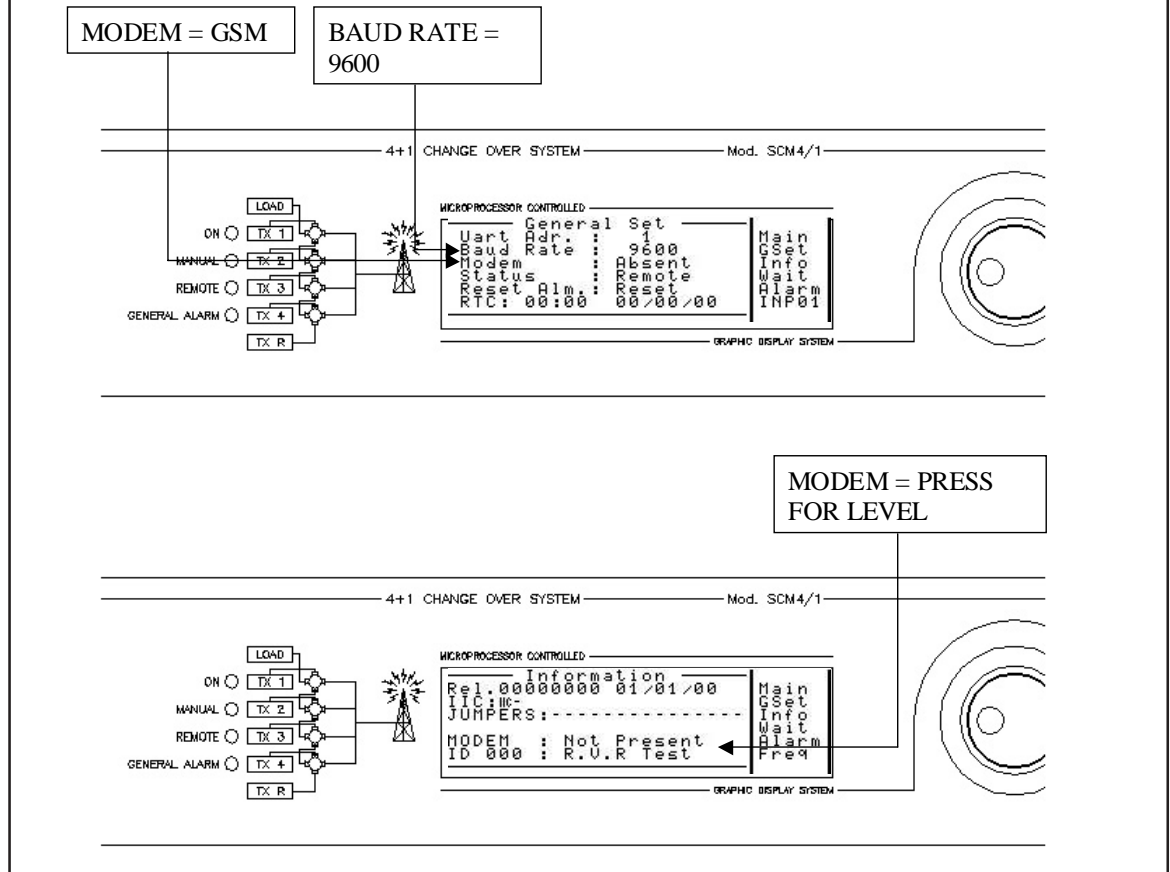 MODEM = GSM
BAUD RATE =
9600
4+1 CHANGE OVER SYSTEM
Mod. SCM4/1
LOAD
ON
TX 1
MANUAL
TX 2
REMOTE
TX 3
GENERAL ALARM
TX 4
TX R
MICROPROCESSOR CONTROLLED
General Set
Uart Adr. : 1
Baud Rate : 9600
Modem : Absent
Status : Remote
Reset Alm.: Reset
RTC: 00:00 00/00/00
Main
GSet
Info
Wait
Alarm
INP01
GRAPHIC DISPLAY SYSTEM
MODEM = PRESS
FOR LEVEL
4+1 CHANGE OVER SYSTEM
Mod. SCM4/1
LOAD
ON
TX 1
MANUAL
TX 2
REMOTE
TX 3
GENERAL ALARM
TX 4
TX R
MICROPROCESSOR CONTROLLED
Information
Rel.00000000 01/01/00
IIC:
JUMPERS:---------------
MODEM : Not Present
ID 000 : R.V.R Test
Main
GSet
Info
Wait
Alarm
Freq
GRAPHIC DISPLAY SYSTEM